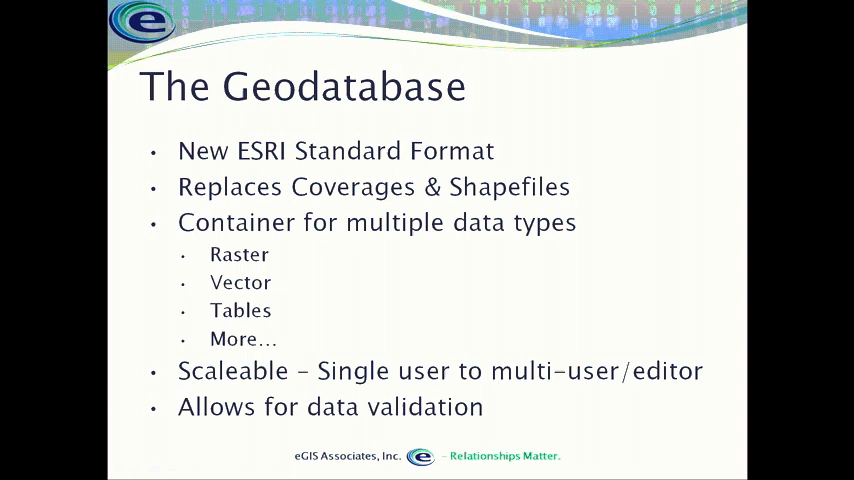 The Geodatabase
• New ESRI Standard Format
• Replaces Coverages & Shapefiles
• Container for multiple data types
• Raster
• Vector
• Tables
• More...
• Scaleable – Single user to multi-user/editor
• Allows for data validation
eGIS Associates, Inc. e – Relationships Matter.